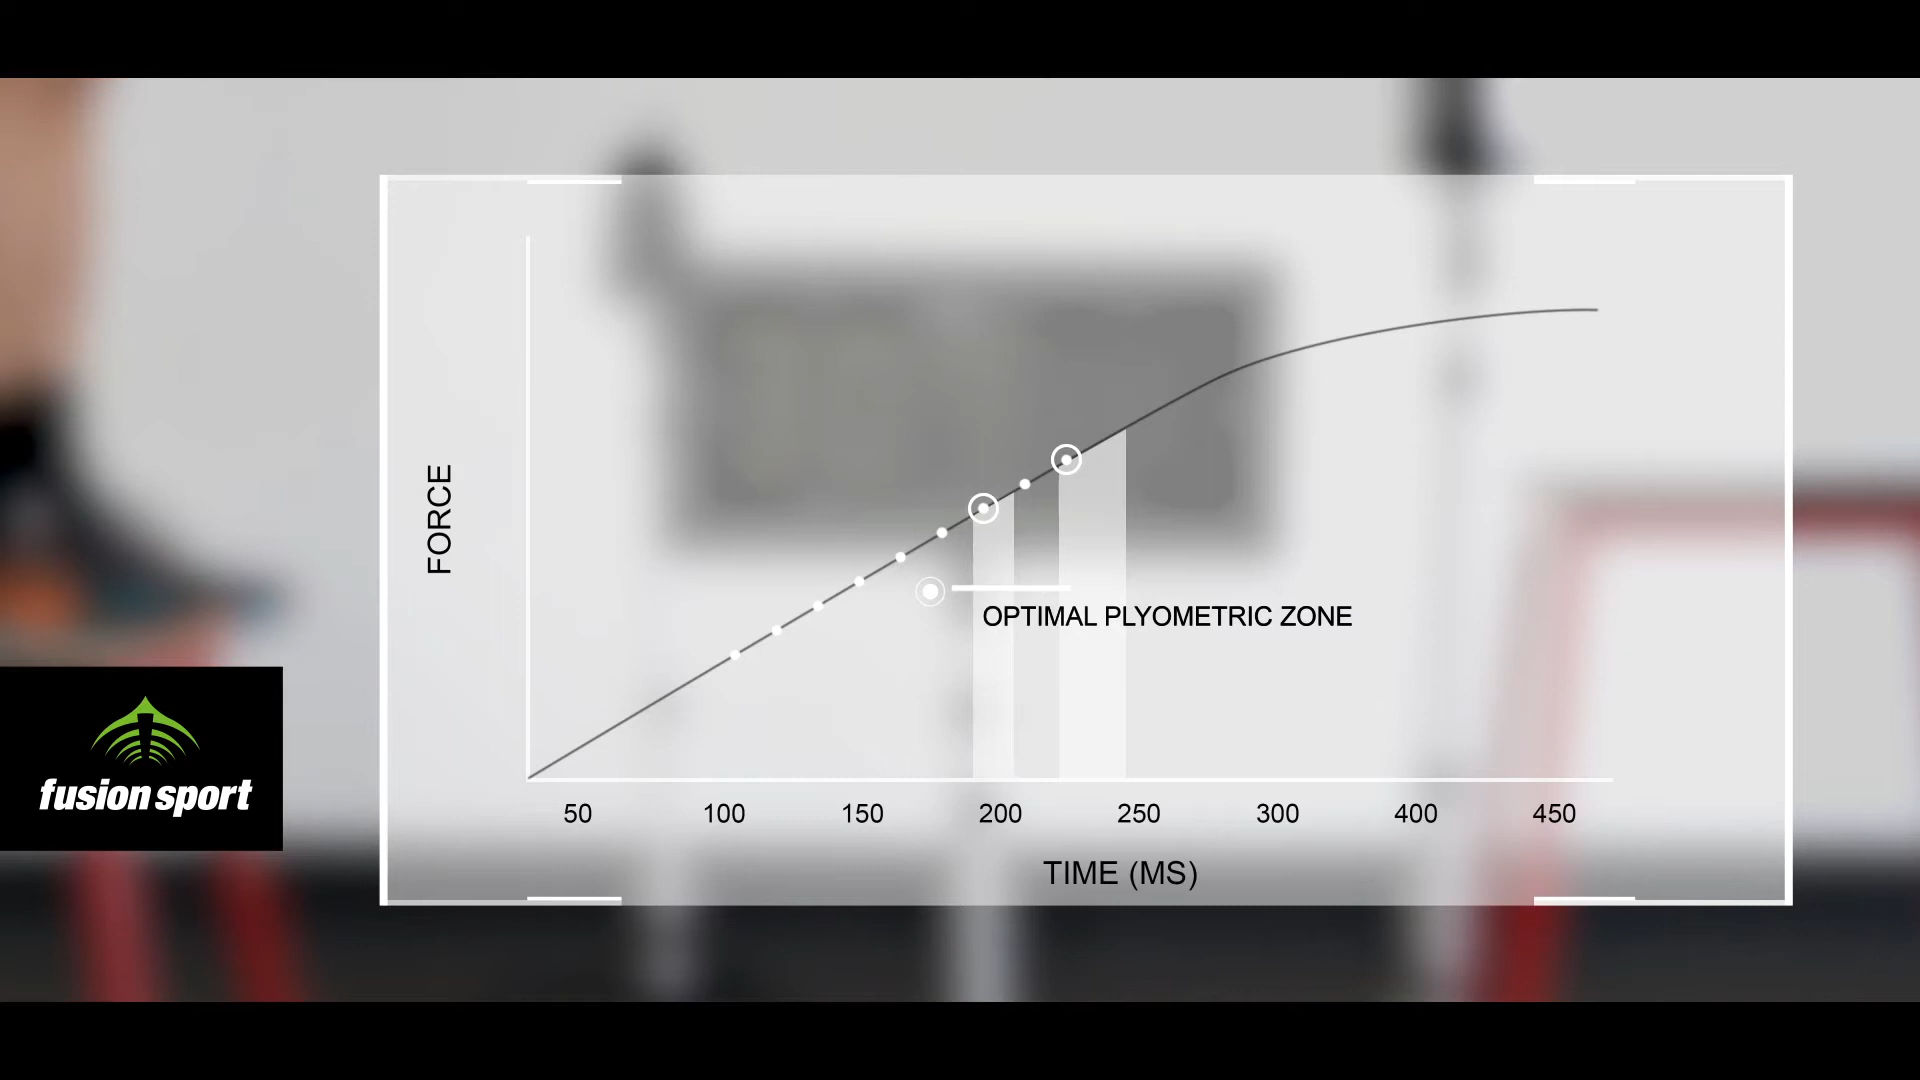 FORCE
OPTIMAL PLYOMETRIC ZONE
50 100 150 200 250 300 400 450
TIME (MS)
fusion sport